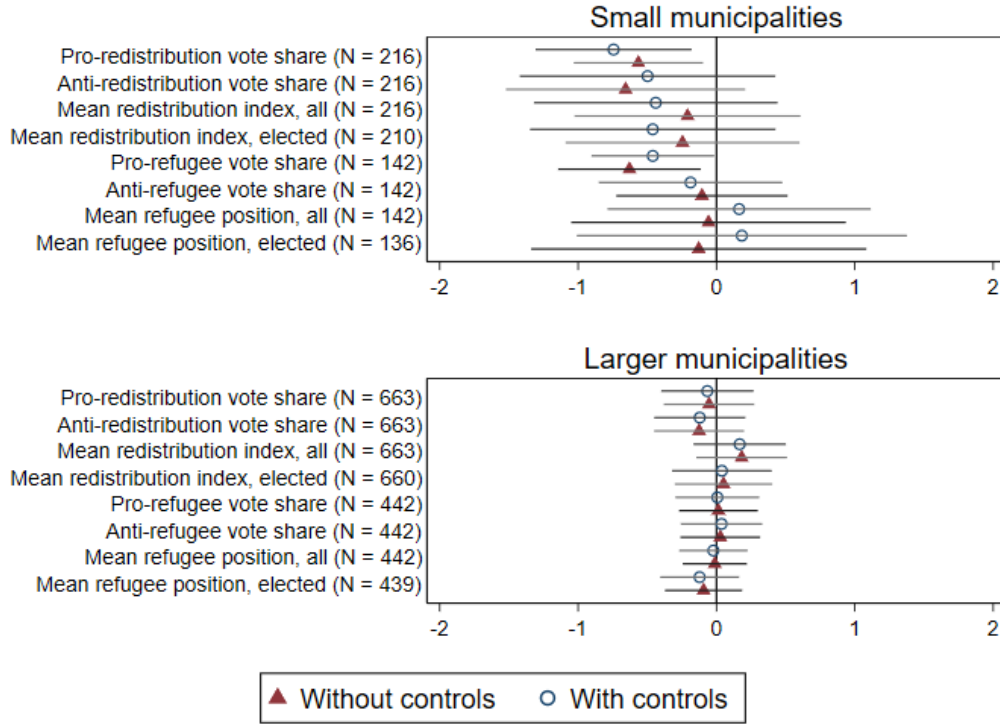 Small municipalities
Pro-redistribution vote share (N = 216)
Anti-redistribution vote share (N = 216)
Mean redistribution index, all (N = 216)
Mean redistribution index, elected (N = 210)
Pro-refugee vote share (N = 142)
Anti-refugee vote share (N = 142)
Mean refugee position, all (N = 142)
Mean refugee position, elected (N = 136)
-2 -1 0 1 2
Larger municipalities
Pro-redistribution vote share (N = 663)
Anti-redistribution vote share (N = 663)
Mean redistribution index, all (N = 663)
Mean redistribution index, elected (N = 660)
Pro-refugee vote share (N = 442)
Anti-refugee vote share (N = 442)
Mean refugee position, all (N = 442)
Mean refugee position, elected (N = 439)
-2 -1 0 1 2
Without controls With controls